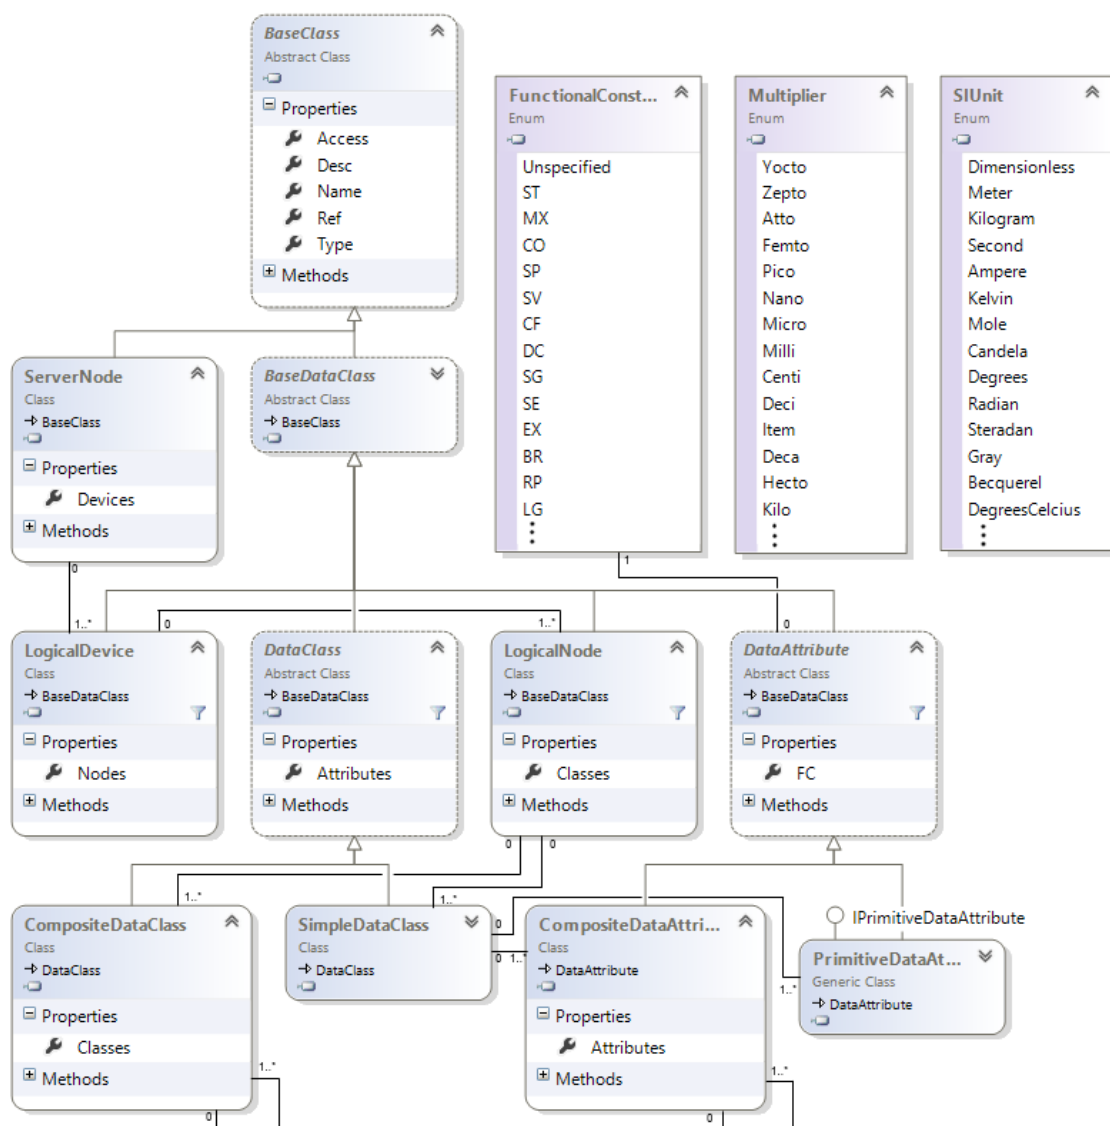 BaseClass
Abstract Class
Properties
Access
Desc
Name
Ref
Type
Methods
FunctionalConst...
Enum
Unspecified
ST
MX
CO
SP
SV
CF
DC
SG
SE
EX
BR
RP
LG
Multiplier
Enum
Yocto
Zepto
Atto
Femto
Pico
Nano
Micro
Milli
Centi
Deci
Item
Deca
Hecto
Kilo
SIUnit
Enum
Dimensionless
Meter
Kilogram
Second
Ampere
Kelvin
Mole
Candela
Degrees
Radian
Steradan
Gray
Becquerel
DegreesCelcius
ServerNode
Class
BaseClass
Properties
Devices
Methods
BaseDataClass
Abstract Class
BaseClass
0
1..*
0
1..*
1
0
LogicalDevice
Class
BaseDataClass
Properties
Nodes
Methods
DataClass
Abstract Class
BaseDataClass
Properties
Attributes
Methods
LogicalNode
Class
BaseDataClass
Properties
Classes
Methods
DataAttribute
Abstract Class
BaseDataClass
Properties
FC
Methods
0
0
1..*
1..*
CompositeDataClass
Class
DataClass
Properties
Classes
Methods
1..*
0
SimpleDataClass
Class
DataClass
0
0
1..*
1..*
CompositeDataAttri...
Class
DataAttribute
Properties
Attributes
Methods
1..*
0
IPrimitiveDataAttribute
PrimitiveDataAt...
Generic Class
DataAttribute